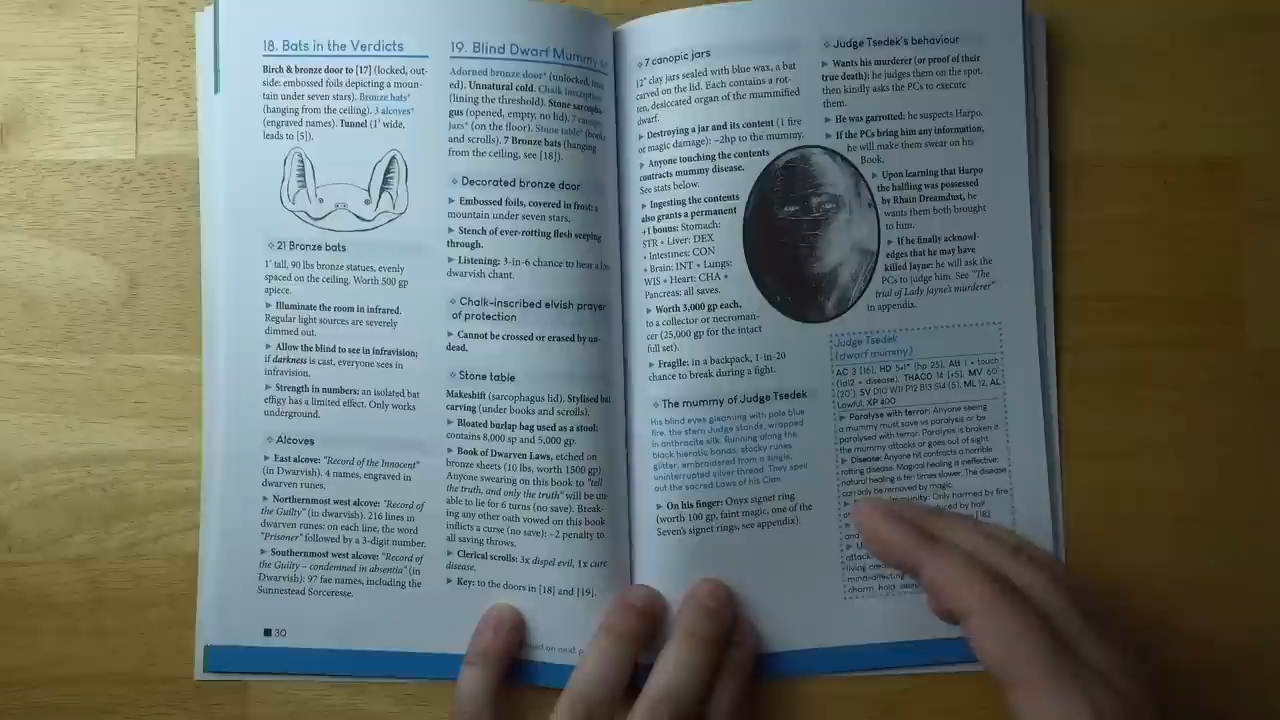 18. Bats in the Verdicts
Birch & bronze door to [17] (locked, out-
side: embossed foils depicting a moun-
tain under seven stars). Bronze bats*
(hanging from the ceiling). 3 alcoves*
(engraved names). Tunnel (1' wide,
leads to [5]).
❖ 21 Bronze bats
1' tall, 90 lbs bronze statues, evenly
spaced on the ceiling. Worth 500 gp
apiece.
► Illuminate the room in infrared.
Regular light sources are severely
dimmed out.
► Allow the blind to see in infravision;
if darkness is cast, everyone sees in
infravision.
► Strength in numbers: an isolated bat
effigy has a limited effect. Only works
underground.
❖ Alcoves
► East alcove: "Record of the Innocent"
(in Dwarvish). 4 names, engraved in
dwarven runes.
► Northernmost west alcove: "Record of
the Guilty" (in dwarvish). 216 lines in
dwarven runes: on each line, the word
"Prisoner" followed by a 3-digit number.
► Southernmost west alcove: "Record of
the Guilty – condemned in absentia" (in
Dwarvish): 97 fae names, including the
Sunnestead Sorceresse.
■ 30
19. Blind Dwarf Mummy
Adorned bronze door* (unlocked,
ed). Unnatural cold. Chalk inscription
(lining the threshold). Stone sarcopha-
gus (opened, empty, no lid). 7 canopic
jars* (on the floor). Stone table* (books
and scrolls). 7 Bronze bats (hanging
from the ceiling, see [18]).
❖ Decorated bronze door
► Embossed foils, covered in frost: a
mountain under seven stars.
► Stench of ever-rotting flesh seeping
through.
► Listening: 3-in-6 chance to hear a
dwarvish chant.
❖ Chalk-inscribed elvish prayer
of protection
► Cannot be crossed or erased by un-
dead.
❖ Stone table
Makeshift (sarcophagus lid). Stylised bat
carving (under books and scrolls).
► Bloated burlap bag used as a stool:
contains 8,000 sp and 5,000 gp.
► Book of Dwarven Laws, etched on
bronze sheets (10 lbs, worth 1500 gp)
Anyone swearing on this book to "tell
the truth, and only the truth" will be un-
able to lie for 6 turns (no save). Break-
ing any other oath vowed on this book
inflicts a curse (no save): –2 penalty to
all saving throws.
► Clerical scrolls: 3x dispel evil, 1x cure
disease.
► Key: to the doors in [18] and [19].
on next
❖ 7 canopic jars
12" clay jars sealed with blue wax, a bat
carved on the lid. Each contains a rot-
ten, desiccated organ of the mummified
dwarf.
► Destroying a jar and its content (1 fire
or magic damage): –2hp to the mummy.
► Anyone touching the contents
contracts mummy disease.
See stats below.
► Ingesting the contents
also grants a permanent
+1 bonus: Stomach:
STR • Liver: DEX
• Intestines: CON
• Brain: INT • Lungs:
WIS • Heart: CHA •
Pancreas: all saves.
► Worth 3,000 gp each,
to a collector or necroman-
cer (25,000 gp for the intact
full set).
► Fragile: in a backpack, 1-in-20
chance to break during a fight.
❖ The mummy of Judge Tsedek
His blind eyes gleaming with pale blue
fire, the stern Judge stands, wrapped
in anthracite silk. Running along the
black hieratic bands, stocky runes
glitter, embroidered from a single,
uninterrupted silver thread. They spell
out the sacred Laws of his Clan.
► On his finger: Onyx signet ring
(worth 100 gp, faint magic, one of the
Seven's signet rings, see appendix).
❖ Judge Tsedek's behaviour
► Wants his murderer (or proof of their
true death): he judges them on the spot,
then kindly asks the PCs to execute
them.
► He was garrotted: he suspects Harpo.
► If the PCs bring him any information,
he will make them swear on his
Book.
► Upon learning that Harpo
the halfling was possessed
by Rhain Dreamdust, he
wants them both brought
to him.
► If he finally acknowl-
edges that he may have
killed Jayne: he will ask the
PCs to judge him. See "The
trial of Lady Jayne's murderer"
in appendix.
Judge Tsedek
(dwarf mummy)
AC 3 [16], HD 5+1* (hp 25), Att 1 × touch
(1d12 + disease), THAC0 14 [+5], MV 60'
(20'), SV D10 W11 P12 B13 S14 (5), ML 12, AL
Lawful, XP 400
► Paralyse with terror: Anyone seeing
a mummy must save vs paralysis or be
paralysed with terror. Paralysis is broken if
the mummy attacks or goes out of sight.
► Disease: Anyone hit contracts a horrible
rotting disease. Magical healing is ineffective;
natural healing is ten times slower. The disease
can only be removed by magic.
Only harmed by fire
by half
[18]
and
attack
living
mind-affecting
charm, hold,